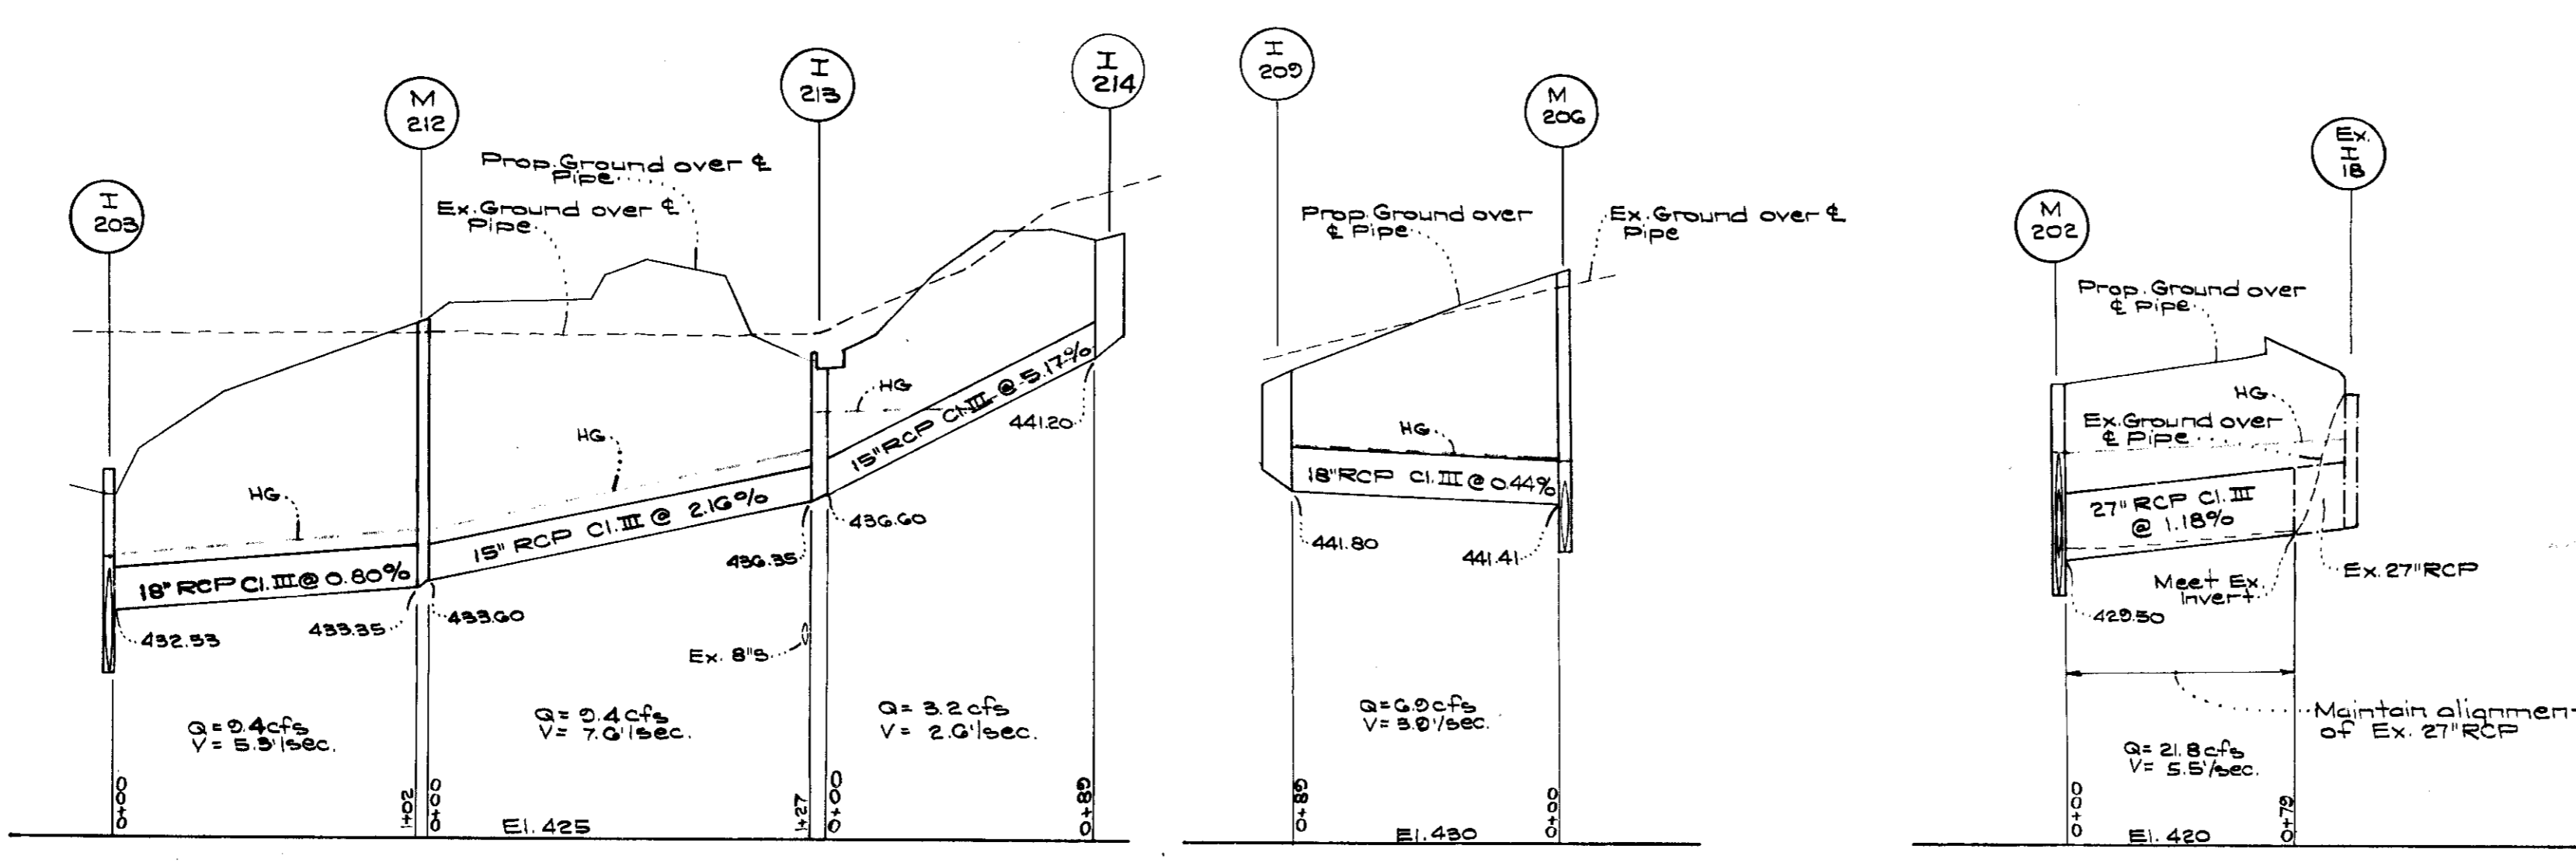 I
203
M
212
I
213
I
214
Prop. Ground over ℄
Pipe
Ex. Ground over ℄
Pipe
HG
HG
HG
18" RCP Cl. III @ 0.80%
15" RCP Cl. III @ 2.16%
15" RCP Cl. III @ 5.17%
432.53
433.35
433.60
436.35
436.60
441.20
Ex. 8"S
Q = 9.4 cfs
V = 5.3'/sec.
Q = 9.4 cfs
V = 7.6'/sec.
Q = 3.2 cfs
V = 2.6'/sec.
0+00
1+02
0+00
1+27
0+00
0+89
El. 425
I
209
M
206
Prop. Ground over
℄ Pipe
Ex. Ground over ℄
Pipe
HG
18" RCP Cl. III @ 0.44%
441.80
441.41
Q = 6.9 cfs
V = 3.9'/sec.
0+89
0+00
El. 430
M
202
Ex.
I
18
Prop. Ground over
℄ Pipe
HG
Ex. Ground over
℄ Pipe
27" RCP Cl. III
@ 1.18%
Meet Ex.
Invert
Ex. 27" RCP
429.50
Maintain alignmen
of Ex. 27" RCP
Q = 21.8 cfs
V = 5.5'/sec.
0+00
0+79
El. 420